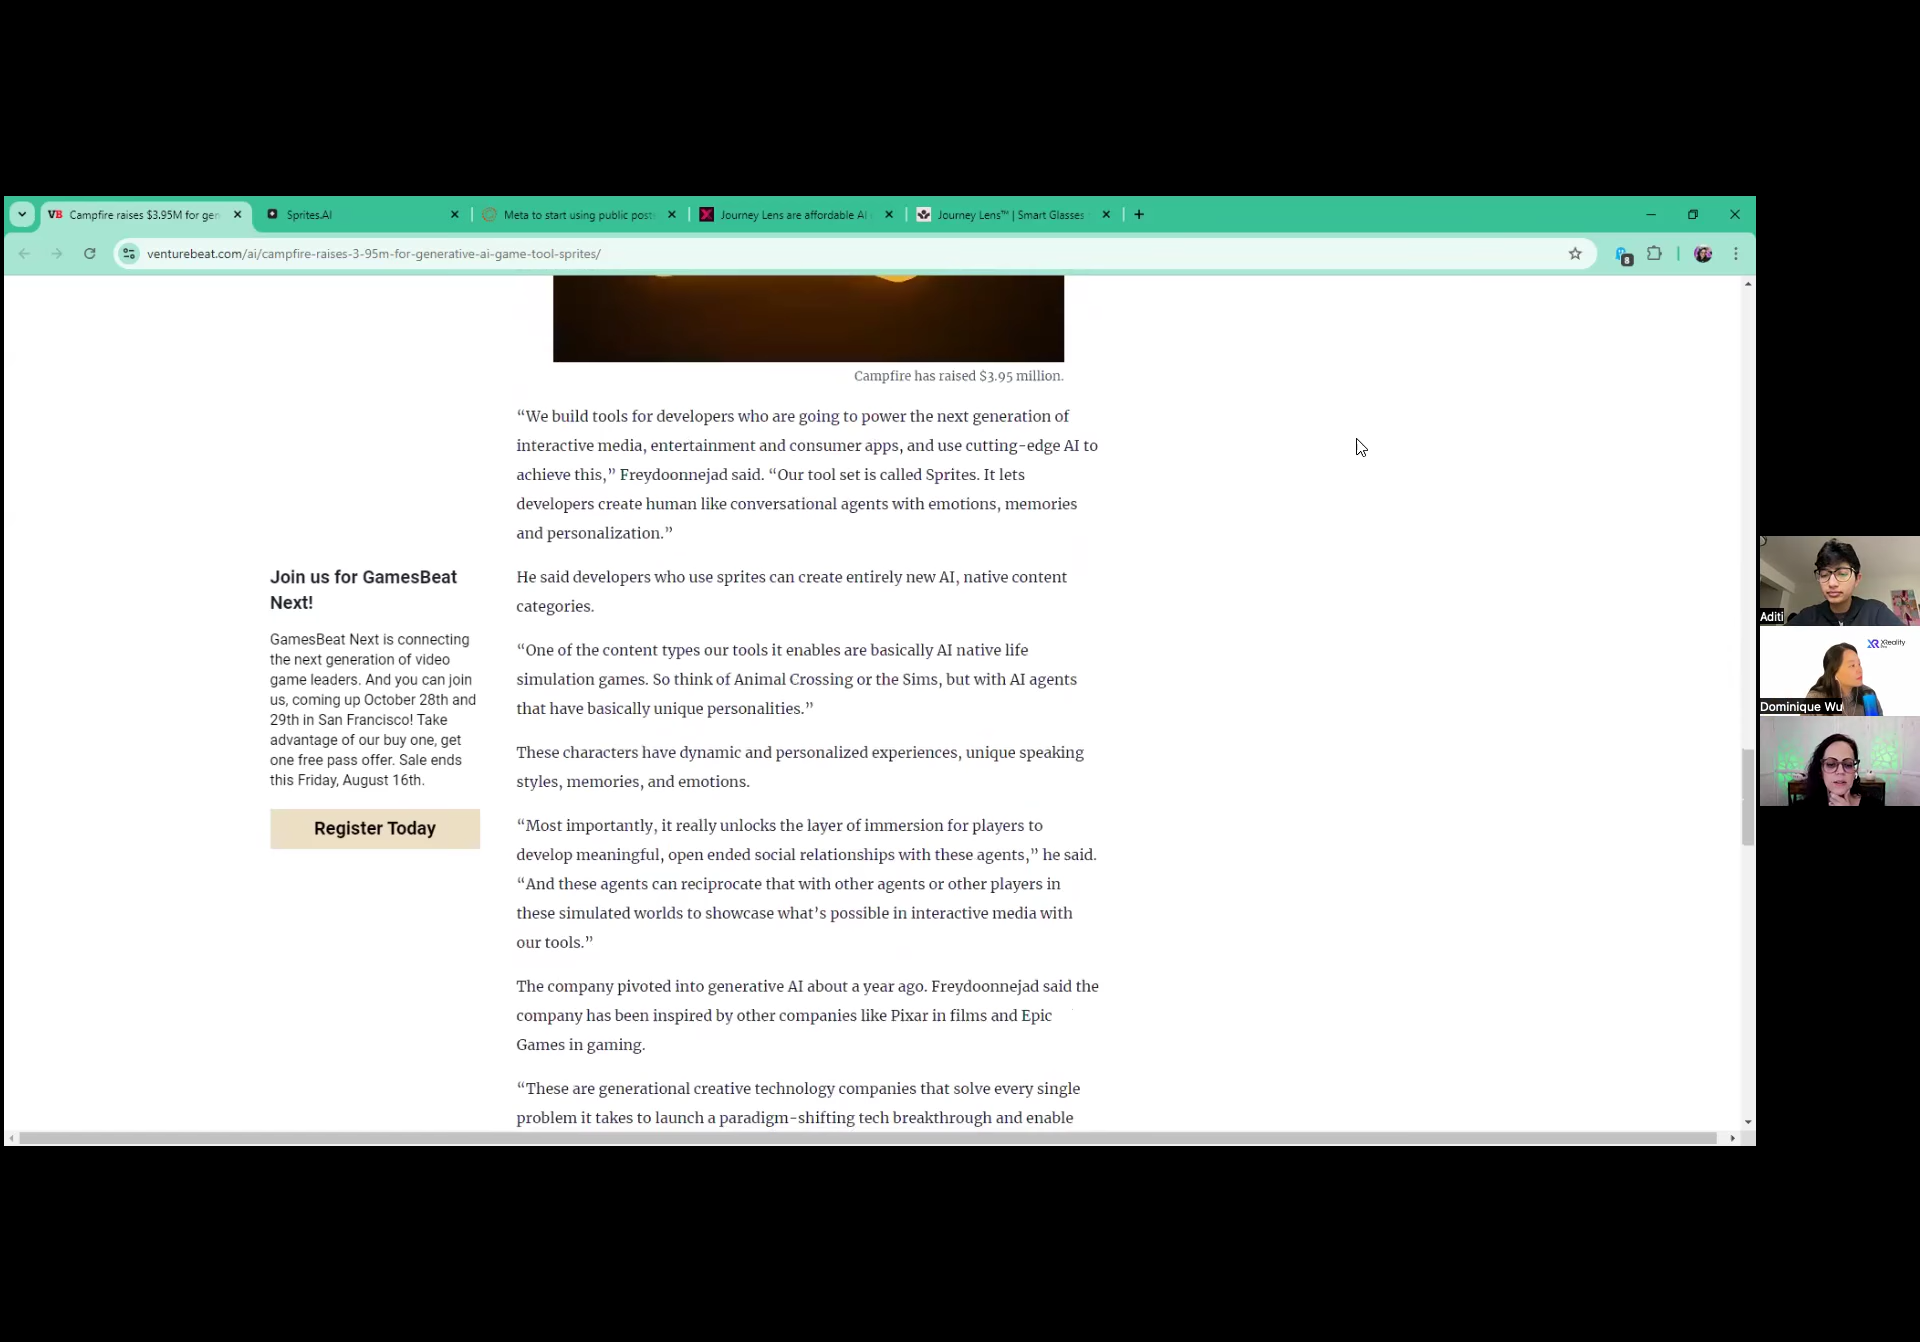 Campfire raises $3.95M for gen
Sprites.AI
Meta to start using public post
Journey Lens are affordable AI
Journey Lens™ | Smart Glasses
venturebeat.com/ai/campfire-raises-3-95m-for-generative-ai-game-tool-sprites/
8
Campfire has raised $3.95 million.
“We build tools for developers who are going to power the next generation of
interactive media, entertainment and consumer apps, and use cutting-edge AI to
achieve this,” Freydoonnejad said. “Our tool set is called Sprites. It lets
developers create human like conversational agents with emotions, memories
and personalization.”
He said developers who use sprites can create entirely new AI, native content
categories.
“One of the content types our tools it enables are basically AI native life
simulation games. So think of Animal Crossing or the Sims, but with AI agents
that have basically unique personalities.”
These characters have dynamic and personalized experiences, unique speaking
styles, memories, and emotions.
“Most importantly, it really unlocks the layer of immersion for players to
develop meaningful, open ended social relationships with these agents,” he said.
“And these agents can reciprocate that with other agents or other players in
these simulated worlds to showcase what’s possible in interactive media with
our tools.”
The company pivoted into generative AI about a year ago. Freydoonnejad said the
company has been inspired by other companies like Pixar in films and Epic
Games in gaming.
“These are generational creative technology companies that solve every single
problem it takes to launch a paradigm-shifting tech breakthrough and enable
Join us for GamesBeat
Next!
GamesBeat Next is connecting
the next generation of video
game leaders. And you can join
us, coming up October 28th and
29th in San Francisco! Take
advantage of our buy one, get
one free pass offer. Sale ends
this Friday, August 16th.
Register Today
Aditi
XReality
Dominique Wu